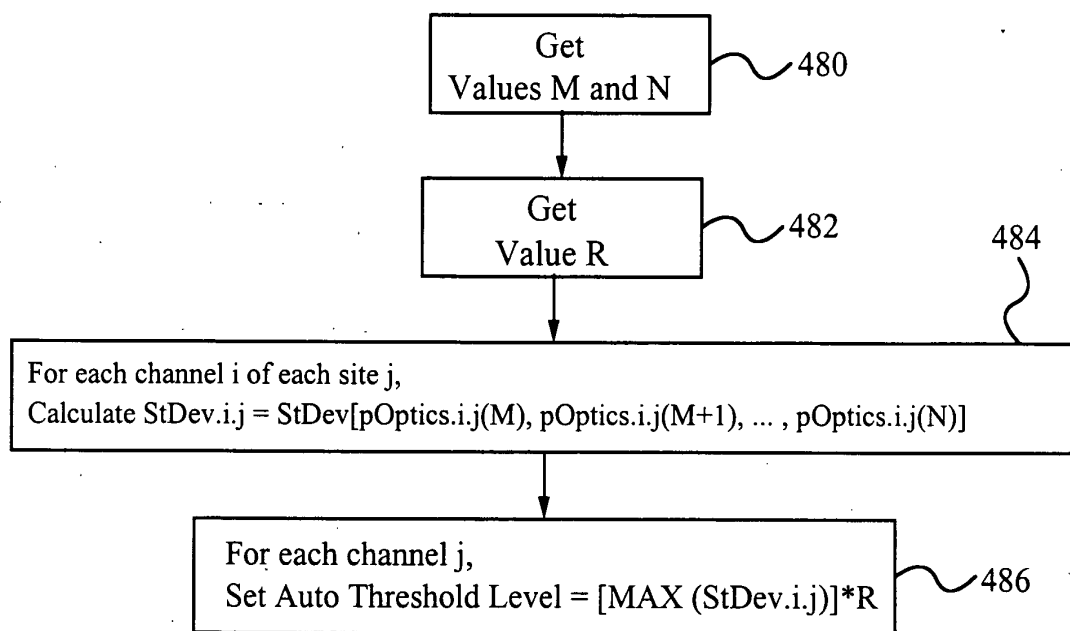 Get
Values M and N
480
Get
Value R
482
484
For each channel i of each site j,
Calculate StDev.i.j = StDev[pOptics.i.j(M), pOptics.i.j(M+1), ... , pOptics.i.j(N)]
For each channel j,
Set Auto Threshold Level = [MAX (StDev.i.j)]*R
486